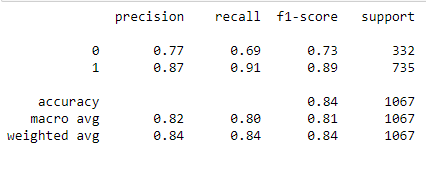 precision recall f1-score support
0 0.77 0.69 0.73 332
1 0.87 0.91 0.89 735
accuracy 0.84 1067
macro avg 0.82 0.80 0.81 1067
weighted avg 0.84 0.84 0.84 1067